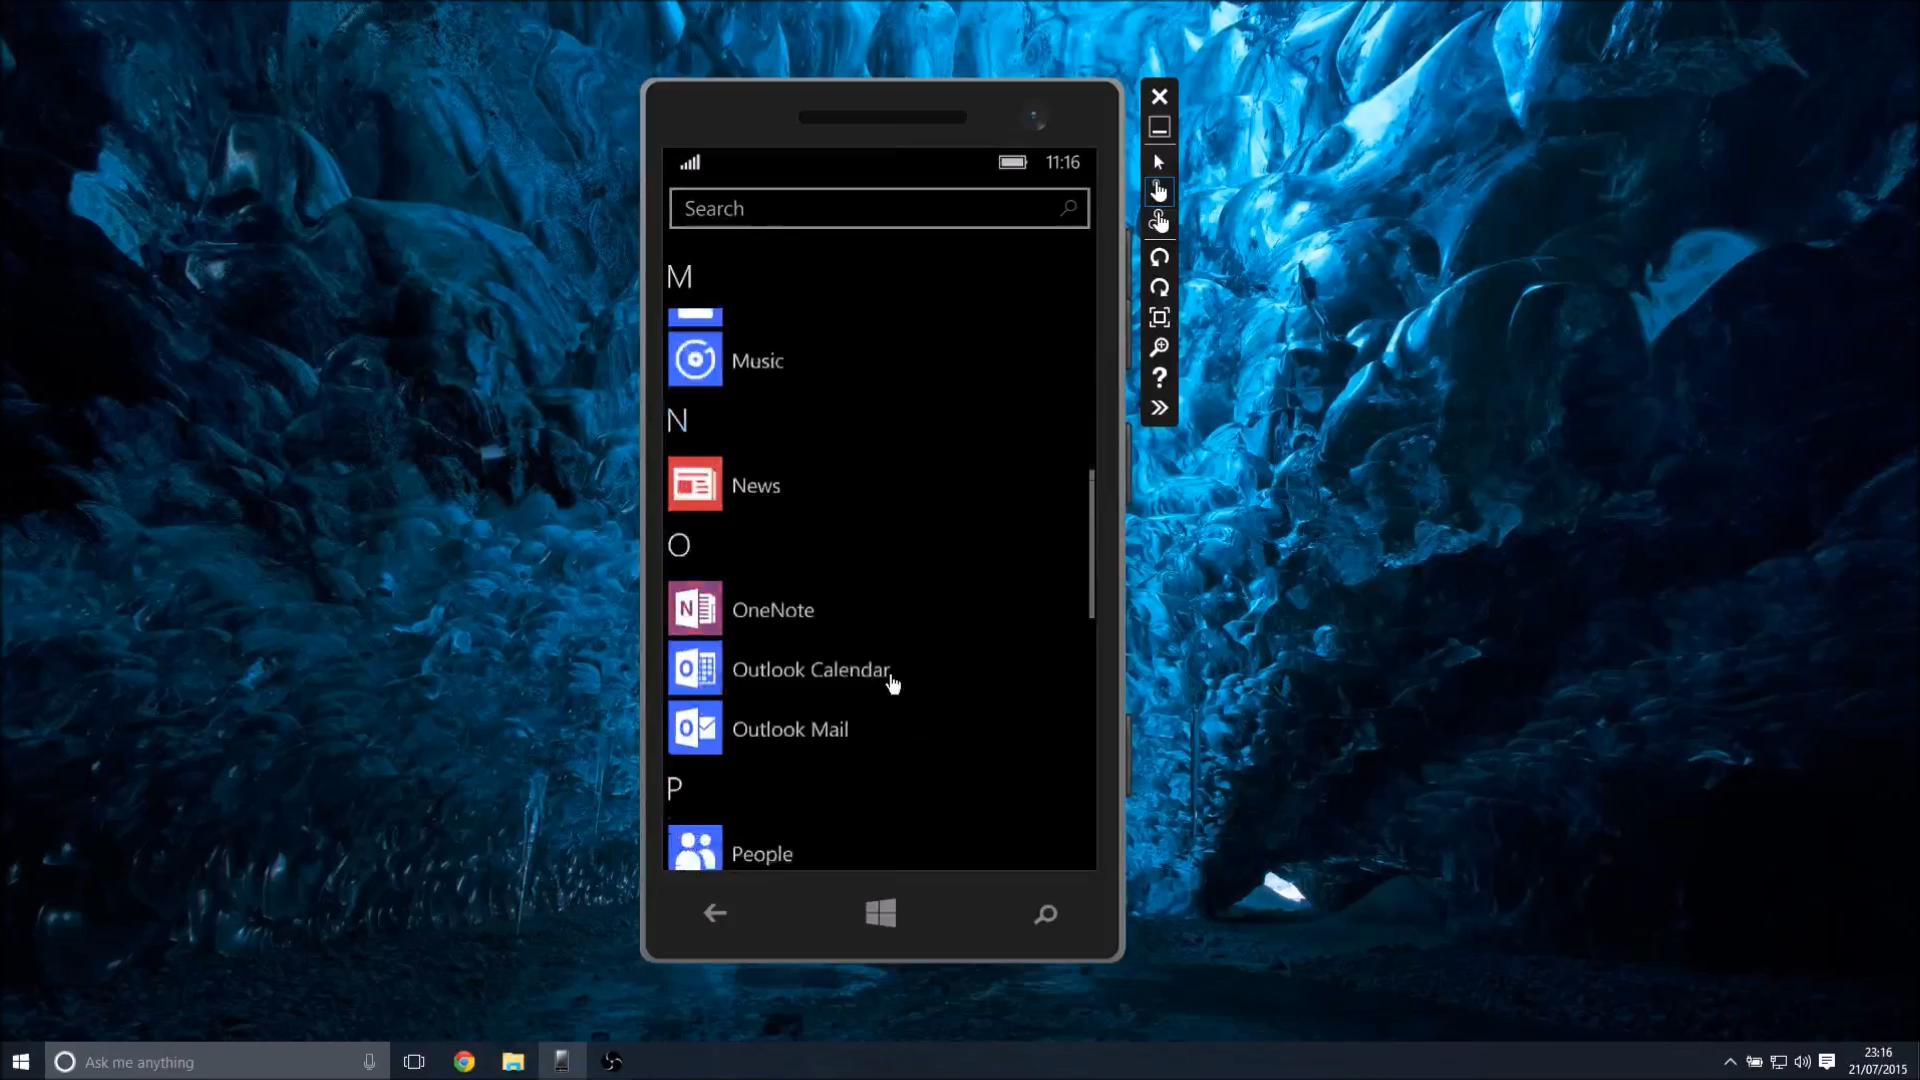 11:16
Search
M
Music
N
News
O
OneNote
Outlook Calendar
Outlook Mail
P
People
Ask me anything
23:16
21/07/2015